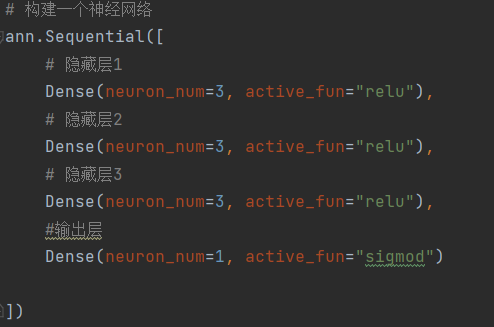 # 构建一个神经网络
ann.Sequential([
# 隐藏层1
Dense(neuron_num=3, active_fun="relu"),
# 隐藏层2
Dense(neuron_num=3, active_fun="relu"),
# 隐藏层3
Dense(neuron_num=3, active_fun="relu"),
#输出层
Dense(neuron_num=1, active_fun="sigmod")
])